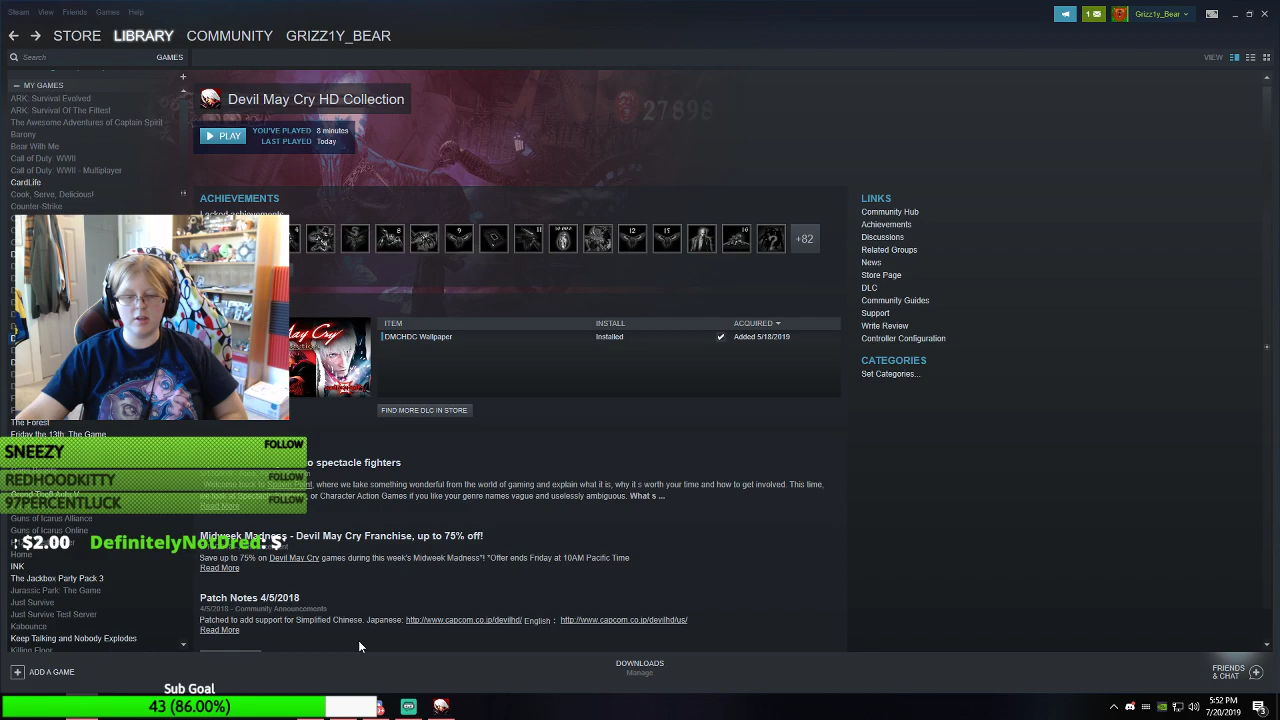 Steam View Friends Games Help
1 Grizz1y_Bear
STORE LIBRARY COMMUNITY GRIZZ1Y_BEAR
Search GAMES VIEW
MY GAMES
ARK: Survival Evolved
ARK: Survival Of The Fittest
The Awesome Adventures of Captain Spirit
Barony
Bear With Me
Call of Duty: WWII
Call of Duty: WWII - Multiplayer
CardLife
Cook, Serve, Delicious!
Counter-Strike
The Forest
Friday the 13th: The Game
Guns of Icarus Alliance
Guns of Icarus Online
Home
INK
The Jackbox Party Pack 3
Jurassic Park: The Game
Just Survive
Just Survive Test Server
Kabounce
Keep Talking and Nobody Explodes
Killing Floor
ADD A GAME
27898
Devil May Cry HD Collection
PLAY
YOU'VE PLAYED 8 minutes
LAST PLAYED Today
ACHIEVEMENTS
Locked achievements
+82
ITEM INSTALL ACQUIRED
DMCHDC Wallpaper Installed Added 5/18/2019
FIND MORE DLC IN STORE
o spectacle fighters
Welcome back to Spawn Point, where we take something wonderful from the world of gaming and explain what it is, why it s worth your time and how to get involved. This time,
we look at Spectac , or Character Action Games if you like your genre names vague and uselessly ambiguous. What s ...
Read More
Midweek Madness - Devil May Cry Franchise, up to 75% off!
Save up to 75% on Devil May Cry games during this week's Midweek Madness*! *Offer ends Friday at 10AM Pacific Time
Read More
Patch Notes 4/5/2018
4/5/2018 - Community Announcements
Patched to add support for Simplified Chinese. Japanese: http://www.capcom.co.jp/devilhd/ English : http://www.capcom.co.jp/devilhd/us/
Read More
LINKS
Community Hub
Achievements
Discussions
Related Groups
News
Store Page
DLC
Community Guides
Support
Write Review
Controller Configuration
CATEGORIES
Set Categories...
SNEEZY FOLLOW
REDHOODKITTY FOLLOW
97PERCENTLUCK FOLLOW
: $2.00 DefinitelyNotDred: $
DOWNLOADS
Manage
FRIENDS
& CHAT
Sub Goal
43 (86.00%)
5:52 PM
7/20/2019